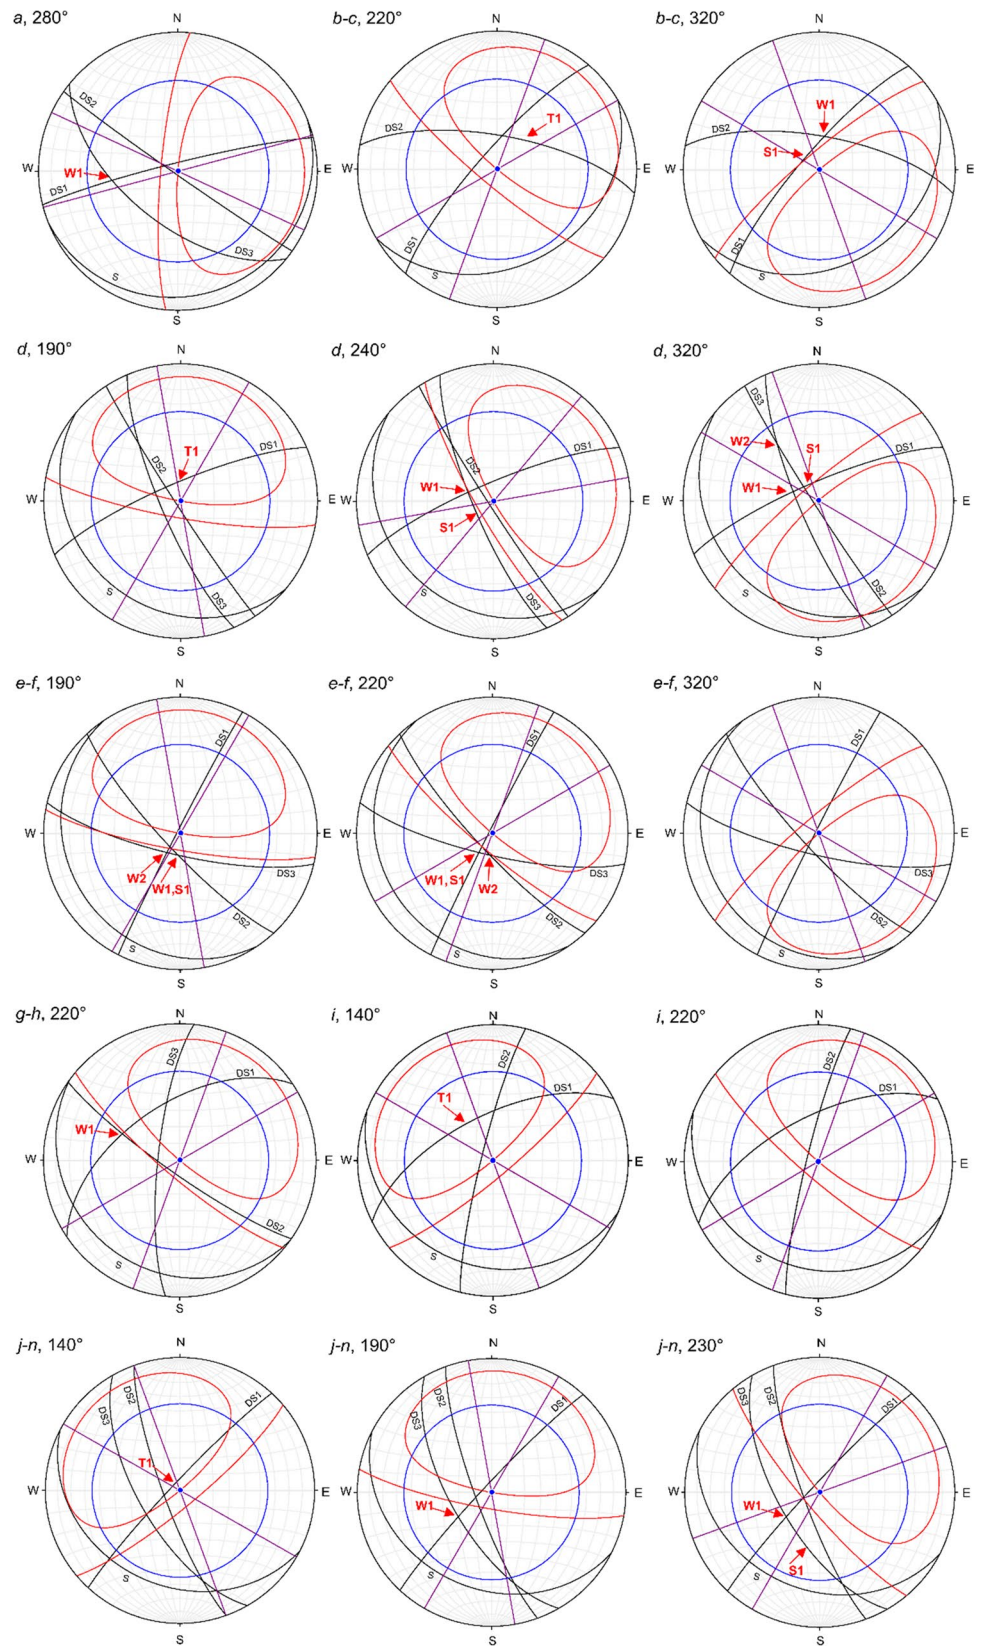 a, 280°
N
DS2
W
W1
E
DS1
DS3
S
S
b-c, 220°
N
DS2
T1
W
E
DS1
S
S
b-c, 320°
N
W1
DS2
S1
W
E
DS1
S
S
d, 190°
N
T1
DS1
DS2
W
E
S
DS3
S
d, 240°
N
DS1
DS2
W1
W
E
S1
S
DS3
S
d, 320°
N
DS3
W2
S1
DS1
W1
W
E
S
DS2
S
e-f, 190°
N
DS1
W
E
W2
W1,S1
DS3
DS2
S
S
e-f, 220°
N
DS1
W
E
W1,S1
W2
DS3
DS2
S
S
e-f, 320°
N
DS1
W
E
DS3
DS2
S
S
g-h, 220°
N
DS3
DS1
W1
W
E
DS2
S
S
i, 140°
N
DS2
DS1
T1
W
E
S
S
i, 220°
N
DS2
DS1
W
E
S
S
j-n, 140°
N
DS2
DS1
DS3
T1
W
E
S
S
j-n, 190°
N
DS2
DS1
DS3
W1
W
E
S
S
j-n, 230°
N
DS3
DS2
DS1
W
E
W1
S1
S
S